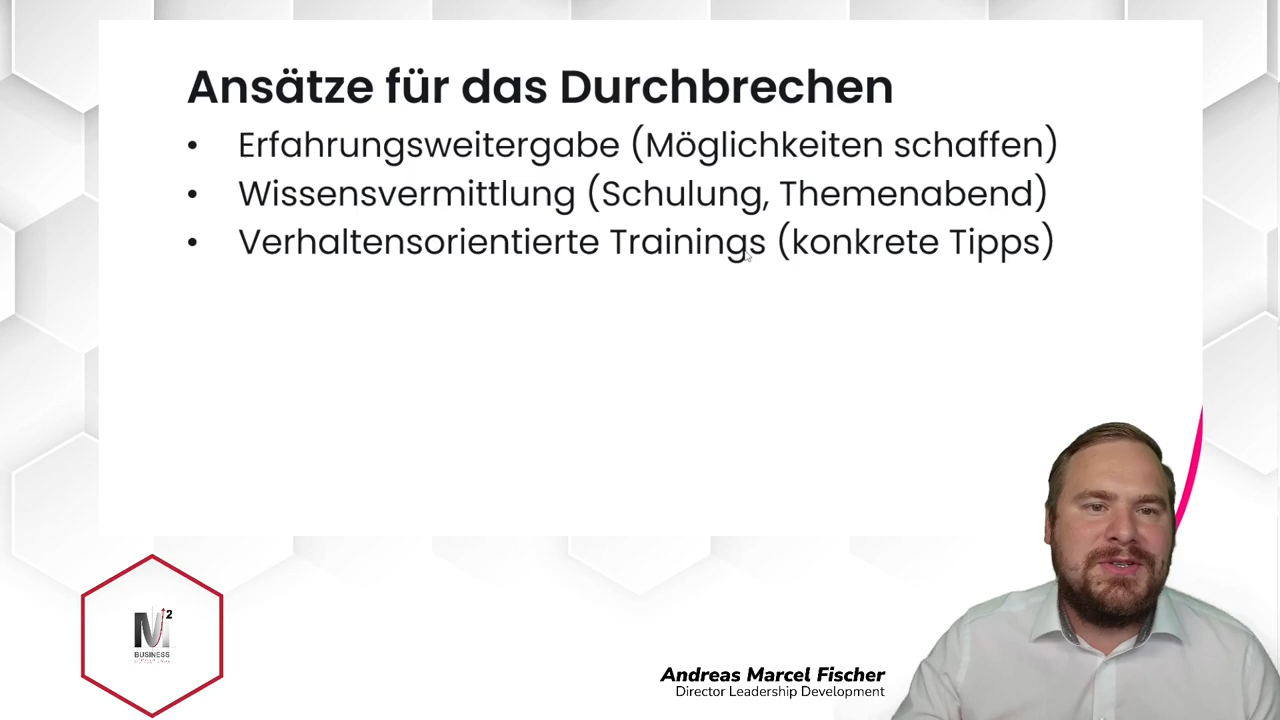 Ansätze für das Durchbrechen
• Erfahrungsweitergabe (Möglichkeiten schaffen)
• Wissensvermittlung (Schulung, Themenabend)
• Verhaltensorientierte Trainings (konkrete Tipps)
M²
BUSINESS
Andreas Marcel Fischer
Director Leadership Development